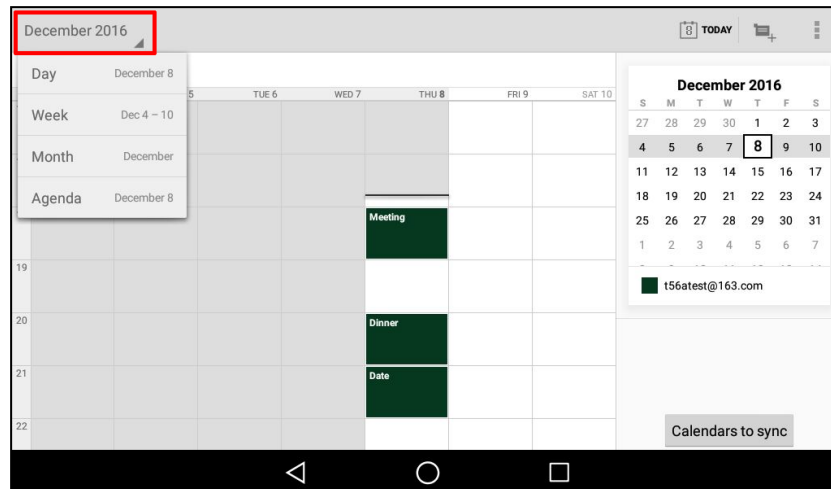 December 2016
8 TODAY
Day December 8
Week Dec 4 – 10
Month December
Agenda December 8
5 TUE 6 WED 7 THU 8 FRI 9 SAT 10
Meeting
19
20
Dinner
21
Date
22
December 2016
S M T W T F S
27 28 29 30 1 2 3
4 5 6 7 8 9 10
11 12 13 14 15 16 17
18 19 20 21 22 23 24
25 26 27 28 29 30 31
1 2 3 4 5 6 7
t56atest@163.com
Calendars to sync